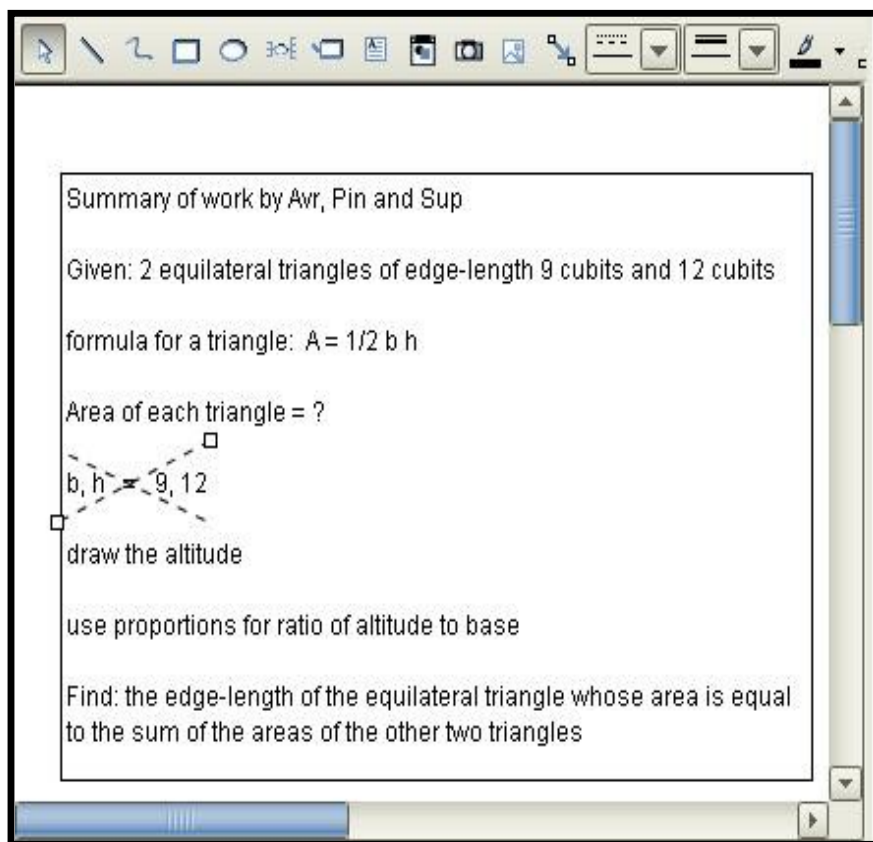 Summary of work by Avr, Pin and Sup
Given: 2 equilateral triangles of edge-length 9 cubits and 12 cubits
formula for a triangle: A = 1/2 b h
Area of each triangle = ?
b, h = 9, 12
draw the altitude
use proportions for ratio of altitude to base
Find: the edge-length of the equilateral triangle whose area is equal
to the sum of the areas of the other two triangles